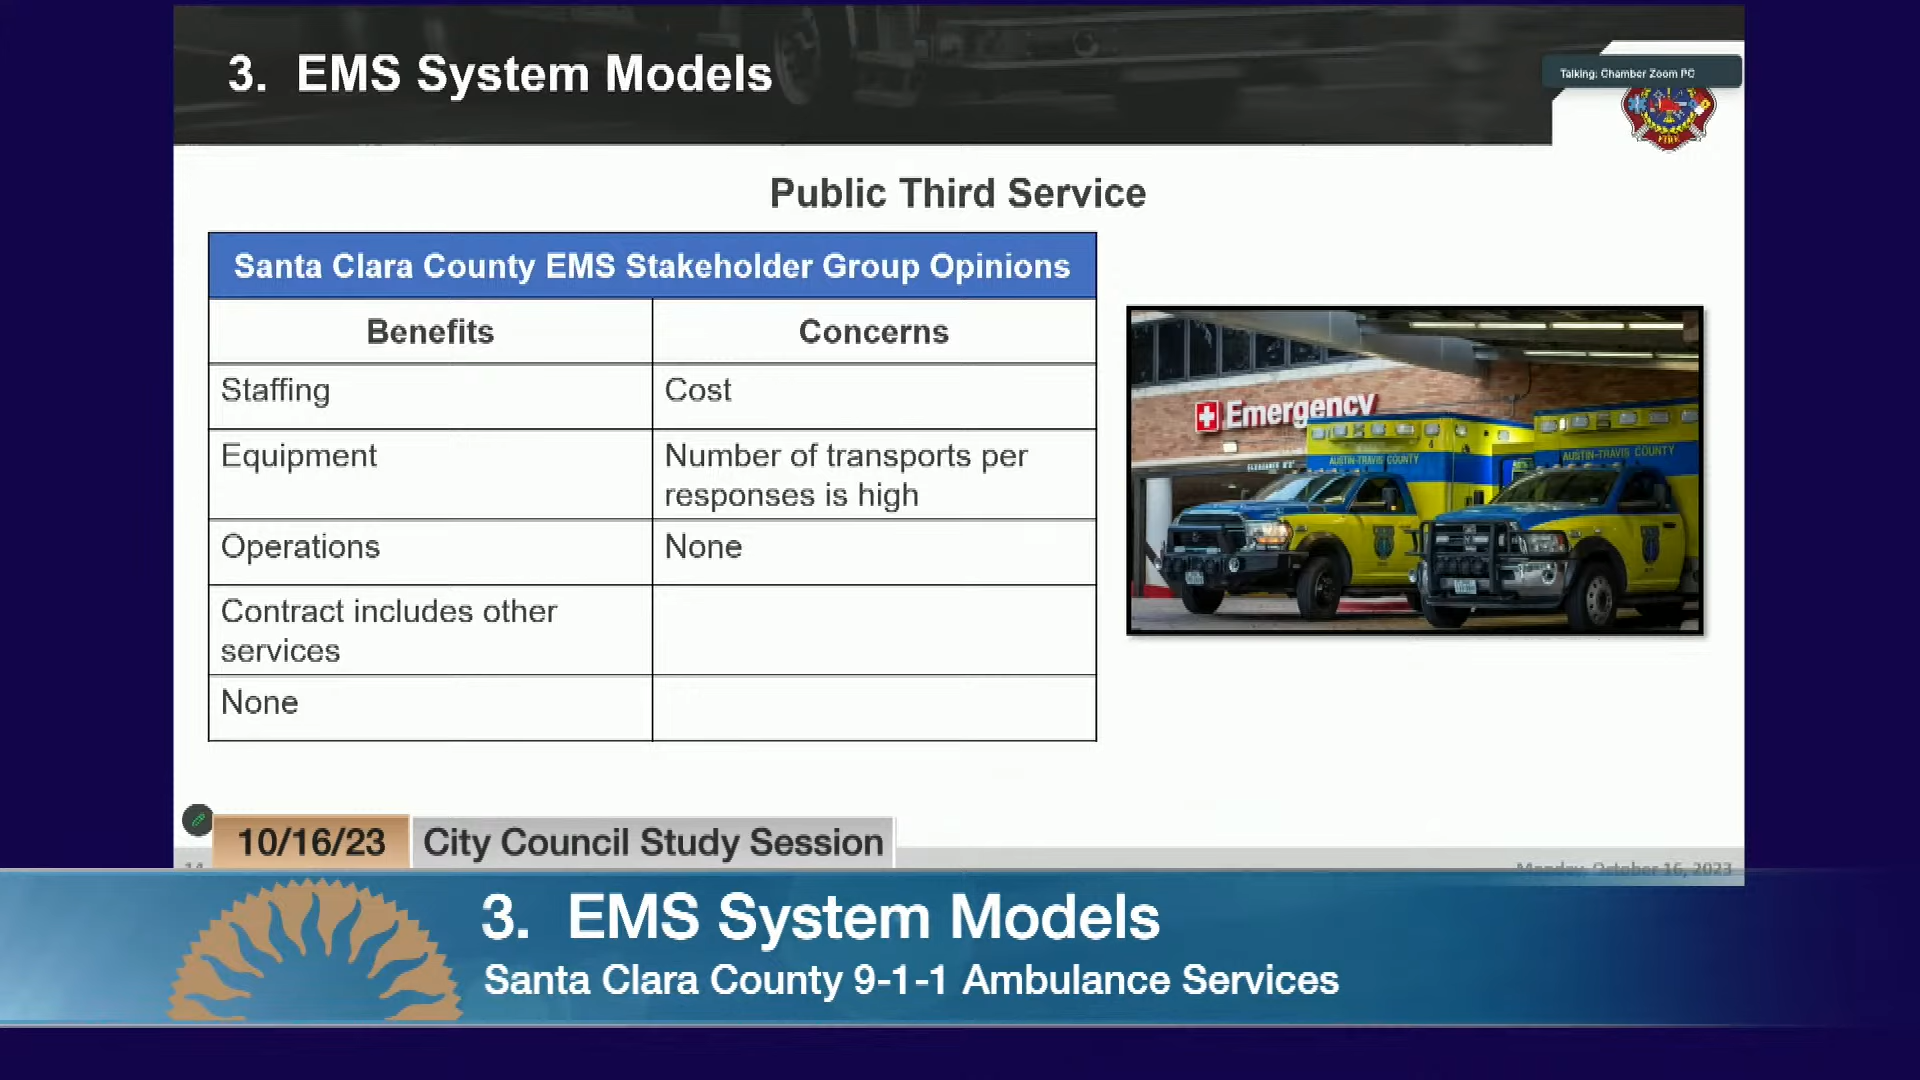 3. EMS System Models
Talking: Chamber Zoom PC
FIRE
Public Third Service
Santa Clara County EMS Stakeholder Group Opinions
Benefits
Concerns
Staffing
Cost
Equipment
Number of transports per
responses is high
Operations
None
Contract includes other
services
None
Emergency
AUSTIN-TRAVIS COUNTY
AUSTIN-TRAVIS COUNTY
10/16/23
City Council Study Session
14
Monday, October 16, 2023
3. EMS System Models
Santa Clara County 9-1-1 Ambulance Services